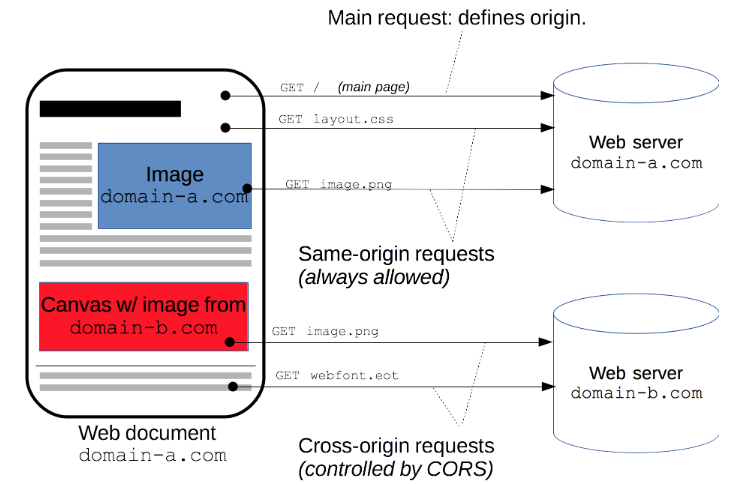 Main request: defines origin.
GET / (main page)
GET layout.css
Web server
domain-a.com
Image
domain-a.com
GET image.png
Same-origin requests
(always allowed)
Canvas w/ image from
domain-b.com
GET image.png
Web server
domain-b.com
GET webfont.eot
Web document
domain-a.com
Cross-origin requests
(controlled by CORS)